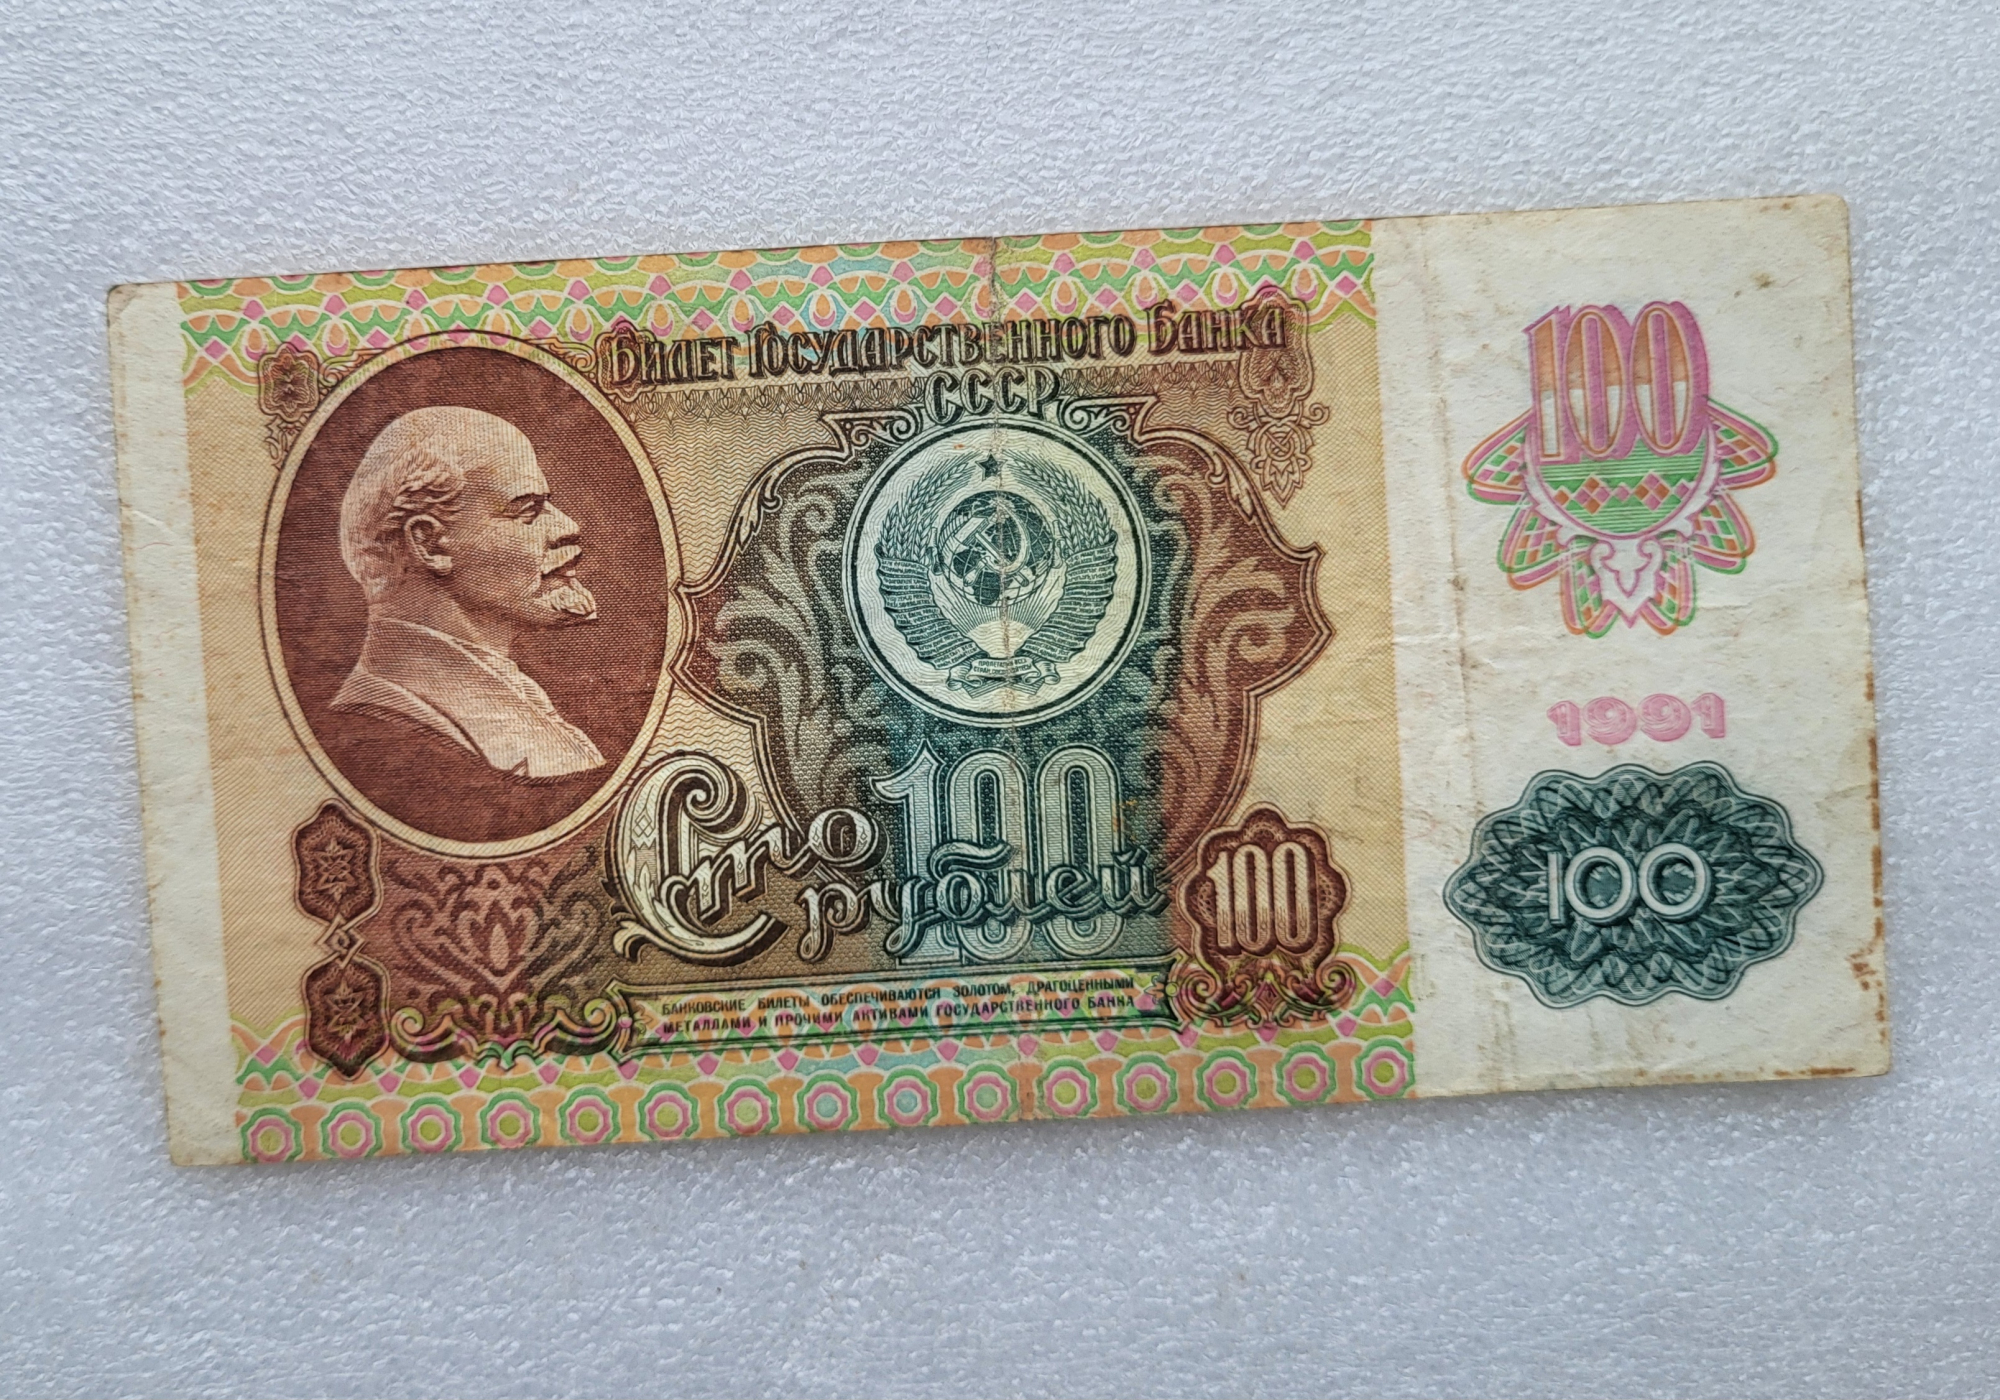 Билет Государственного Банка
СССР
100
1991
100
100
Сто
рублей
100
БАНКОВСКИЕ БИЛЕТЫ ОБЕСПЕЧИВАЮТСЯ ЗОЛОТОМ, ДРАГОЦЕННЫМИ
МЕТАЛЛАМИ И ПРОЧИМИ АКТИВАМИ ГОСУДАРСТВЕННОГО БАНКА